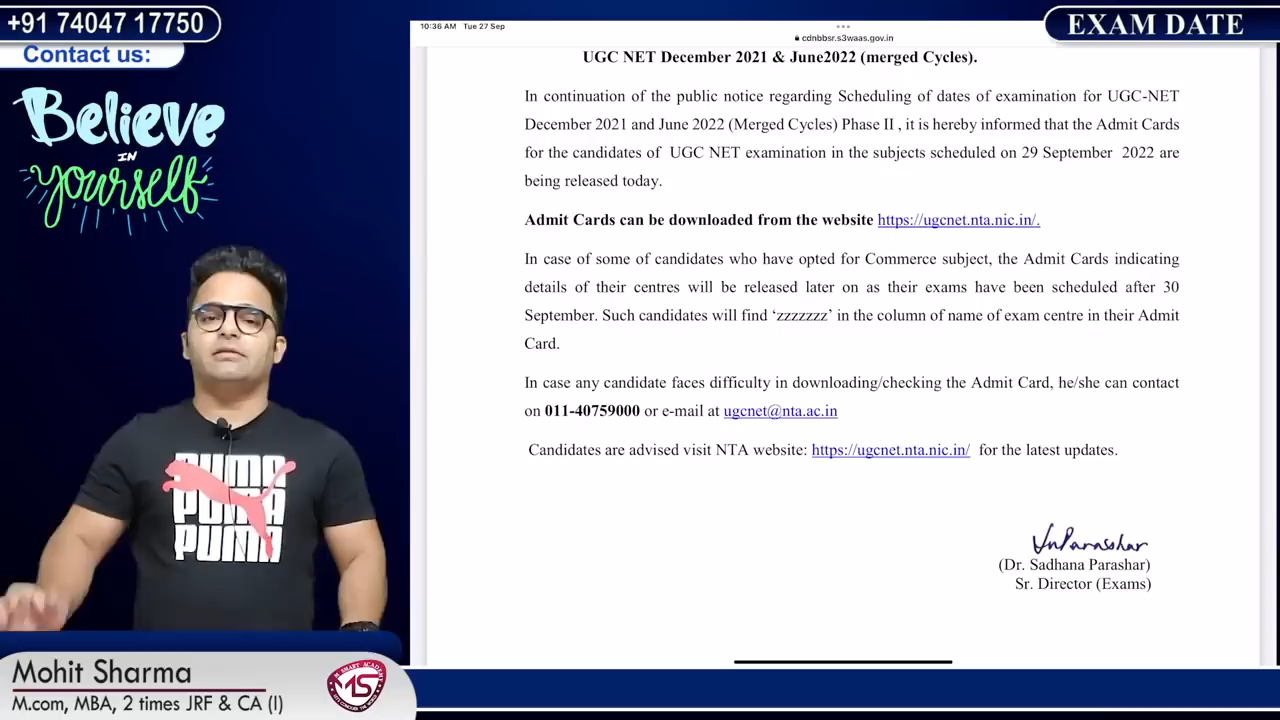 +91 74047 17750
Contact us:
Believe
IN
yourself
PUMA
PUMA
PUMA
Mohit Sharma
M.com, MBA, 2 times JRF & CA (I)
MS
10:36 AM Tue 27 Sep
cdnbbsr.s3waas.gov.in
EXAM DATE
UGC NET December 2021 & June2022 (merged Cycles).
In continuation of the public notice regarding Scheduling of dates of examination for UGC-NET
December 2021 and June 2022 (Merged Cycles) Phase II , it is hereby informed that the Admit Cards
for the candidates of UGC NET examination in the subjects scheduled on 29 September 2022 are
being released today.
Admit Cards can be downloaded from the website https://ugcnet.nta.nic.in/.
In case of some of candidates who have opted for Commerce subject, the Admit Cards indicating
details of their centres will be released later on as their exams have been scheduled after 30
September. Such candidates will find ‘zzzzzzz’ in the column of name of exam centre in their Admit
Card.
In case any candidate faces difficulty in downloading/checking the Admit Card, he/she can contact
on 011-40759000 or e-mail at ugcnet@nta.ac.in
Candidates are advised visit NTA website: https://ugcnet.nta.nic.in/ for the latest updates.
(Dr. Sadhana Parashar)
Sr. Director (Exams)